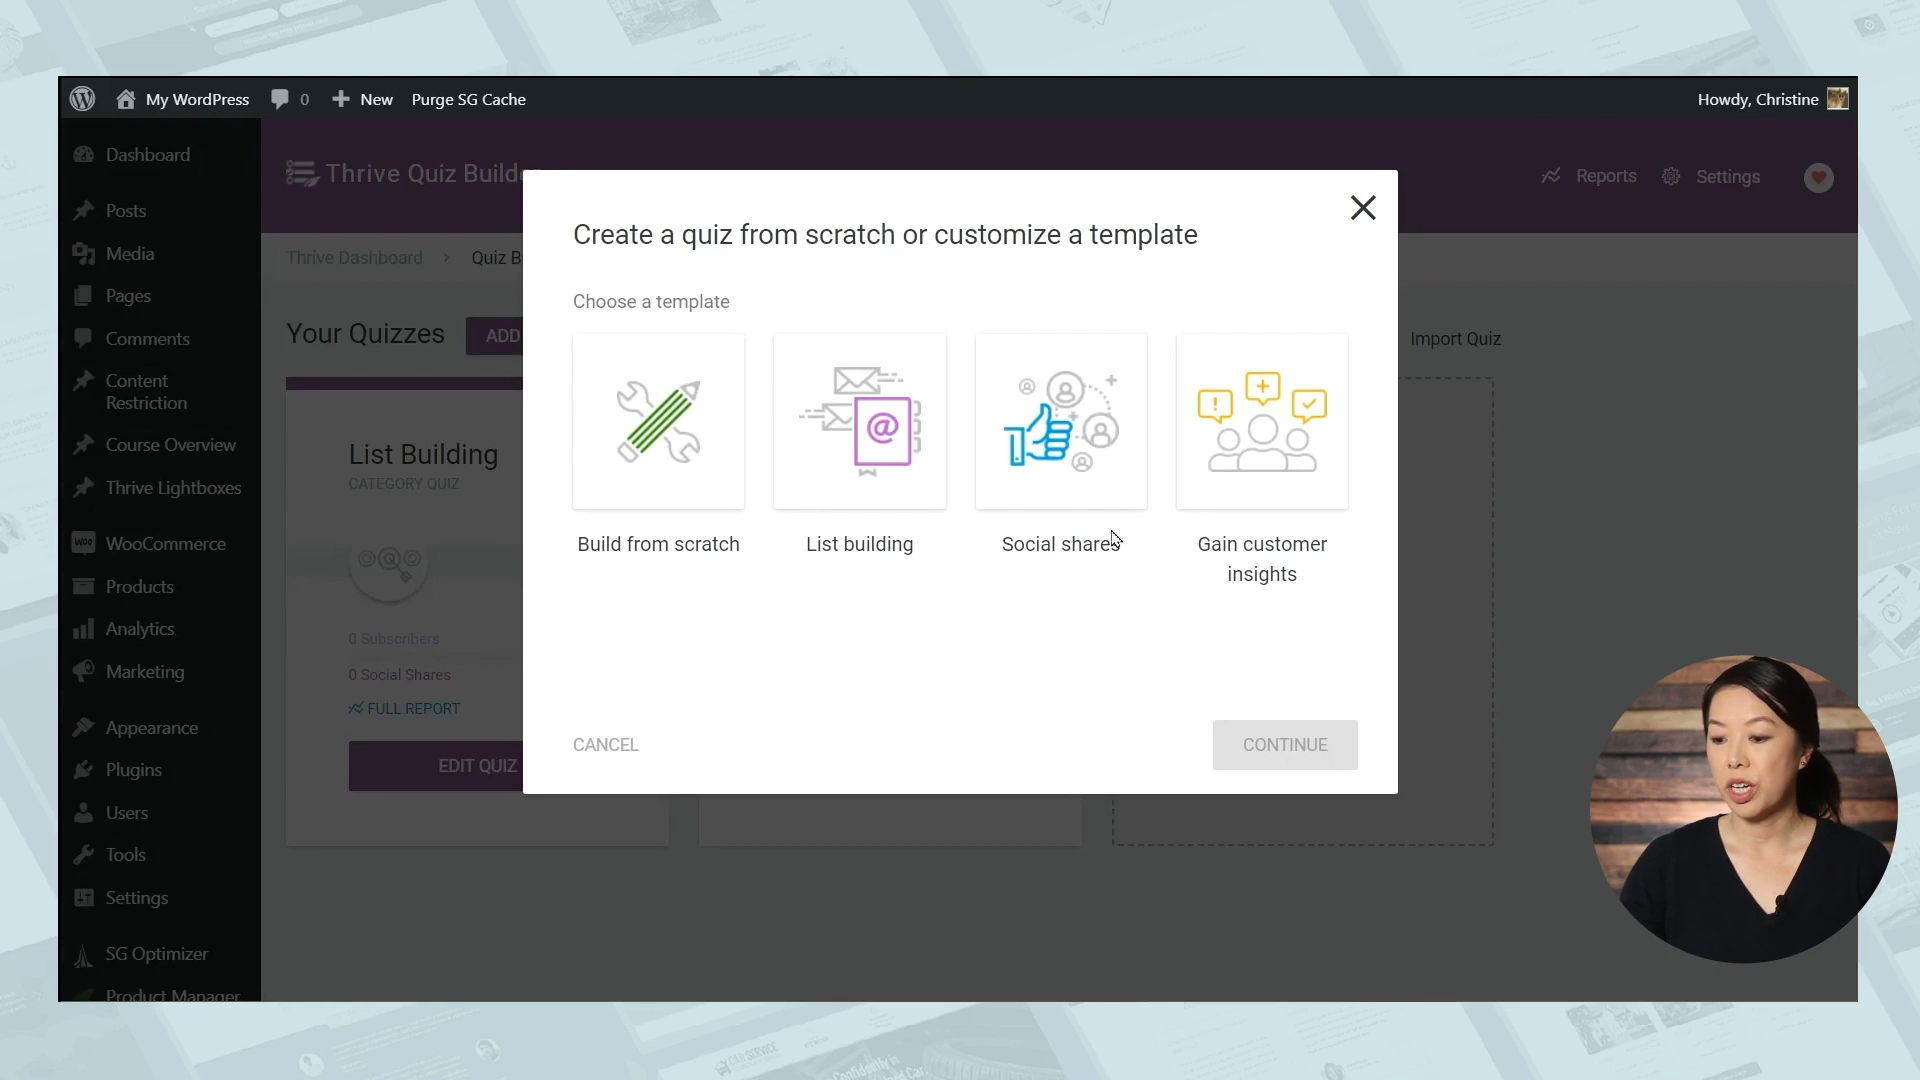 My WordPress
0
New
Purge SG Cache
Howdy, Christine
Dashboard
Posts
Media
Pages
Comments
Content
Restriction
Course Overview
Thrive Lightboxes
WooCommerce
Products
Analytics
Marketing
Appearance
Plugins
Users
Tools
Settings
SG Optimizer
Product Manager
Thrive Quiz Builde
Reports
Settings
Thrive Dashboard
Quiz B
Your Quizzes
ADD
Import Quiz
List Building
CATEGORY QUIZ
0 Subscribers
0 Social Shares
FULL REPORT
EDIT QUIZ
Create a quiz from scratch or customize a template
Choose a template
Build from scratch
List building
Social shares
Gain customer
insights
CANCEL
CONTINUE